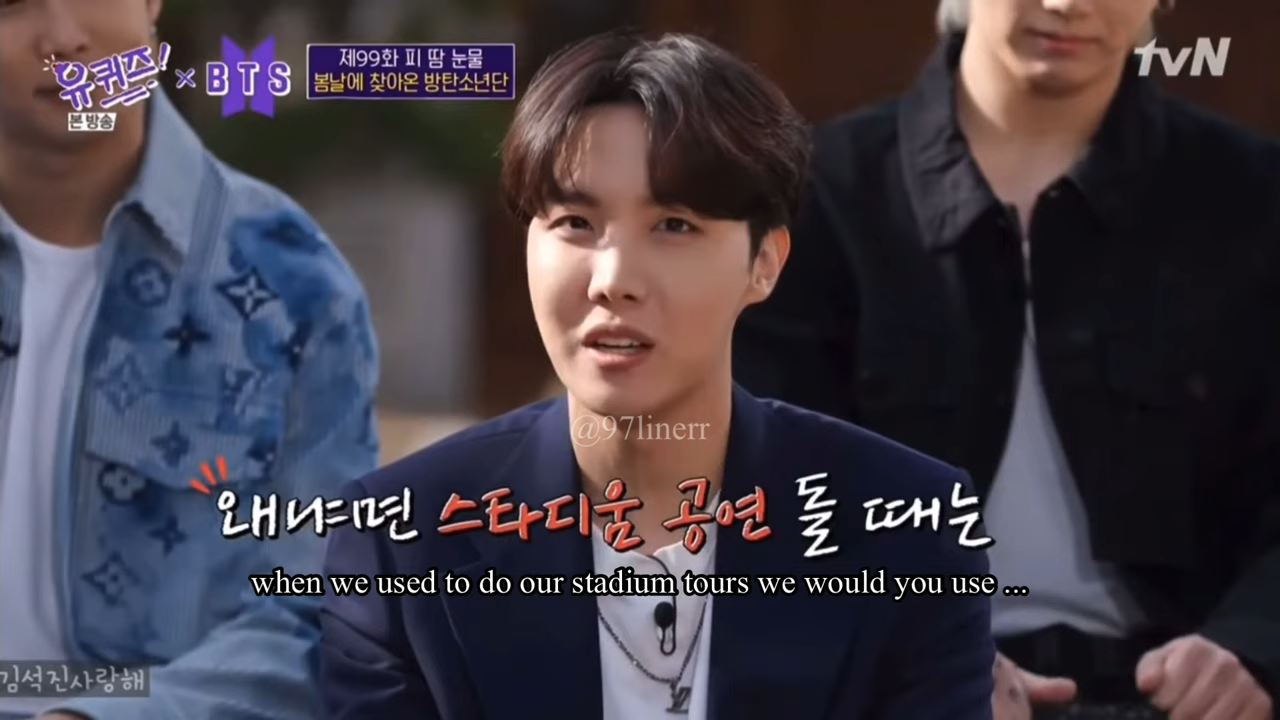 유퀴즈!
본 방송
×
BTS
제99화 피 땀 눈물
봄날에 찾아온 방탄소년단
tvN
@97linerr
왜냐면 스타디움 공연 돌 때는
when we used to do our stadium tours we would you use ...
김석진사랑해